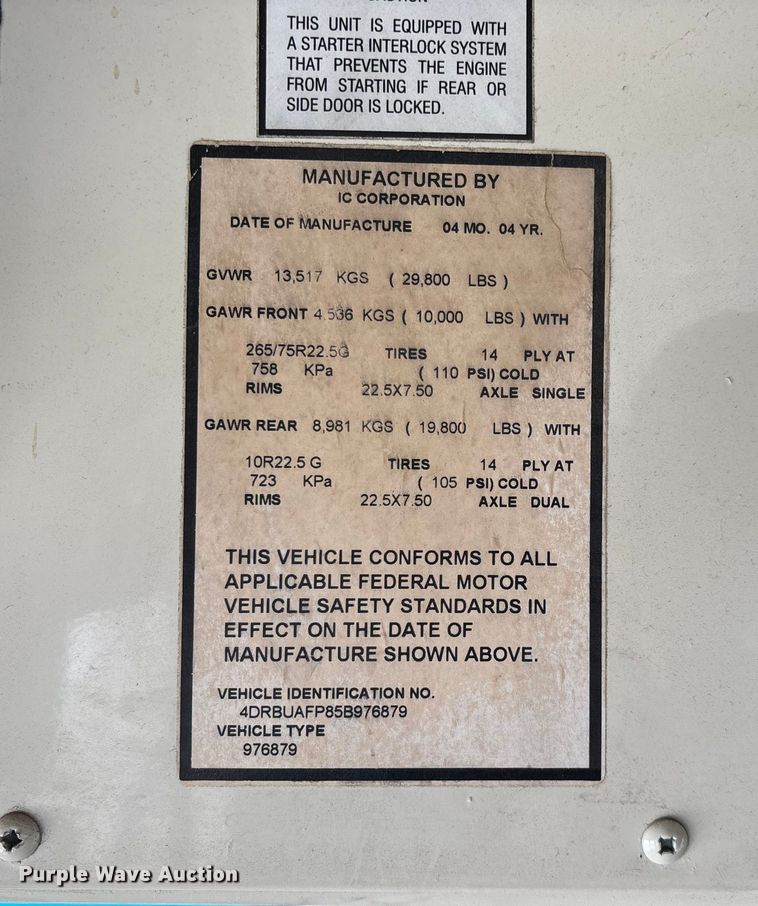 CAUTION
THIS UNIT IS EQUIPPED WITH
A STARTER INTERLOCK SYSTEM
THAT PREVENTS THE ENGINE
FROM STARTING IF REAR OR
SIDE DOOR IS LOCKED.
MANUFACTURED BY
IC CORPORATION
DATE OF MANUFACTURE 04 MO. 04 YR.
GVWR 13,517 KGS ( 29,800 LBS )
GAWR FRONT 4,536 KGS ( 10,000 LBS ) WITH
265/75R22.5G TIRES 14 PLY AT
758 KPa ( 110 PSI) COLD
RIMS 22.5X7.50 AXLE SINGLE
GAWR REAR 8,981 KGS ( 19,800 LBS ) WITH
10R22.5 G TIRES 14 PLY AT
723 KPa ( 105 PSI) COLD
RIMS 22.5X7.50 AXLE DUAL
THIS VEHICLE CONFORMS TO ALL
APPLICABLE FEDERAL MOTOR
VEHICLE SAFETY STANDARDS IN
EFFECT ON THE DATE OF
MANUFACTURE SHOWN ABOVE.
VEHICLE IDENTIFICATION NO.
4DRBUAFP85B976879
VEHICLE TYPE
976879
Purple Wave Auction